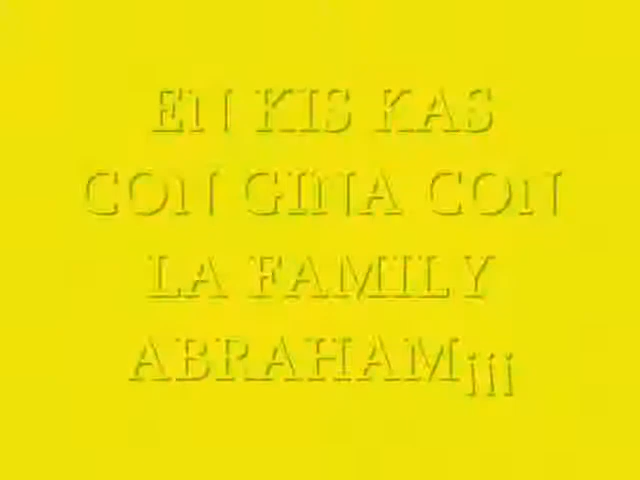 EN KIS KAS
CON GINA CON
LA FAMILY
ABRAHAM¡¡¡